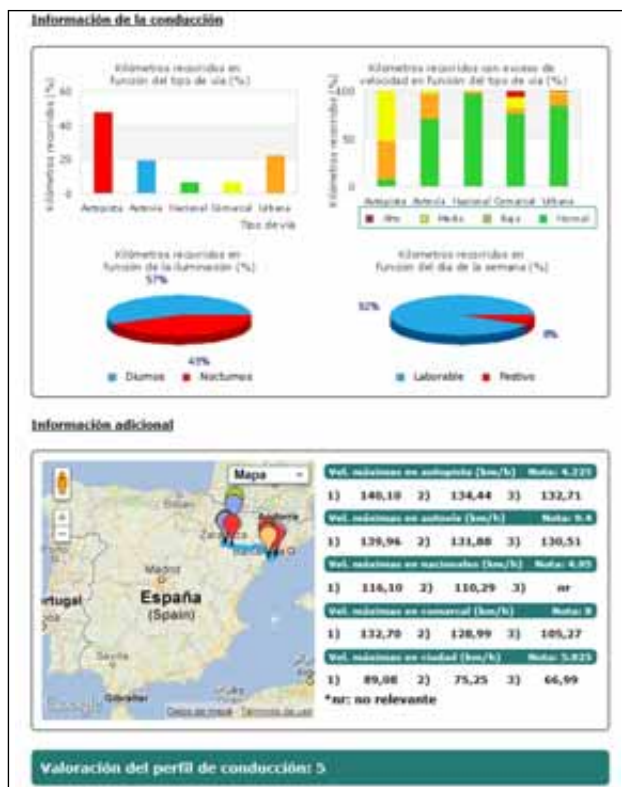 Información de la conducción
Kilómetros recorridos en
función del tipo de vía (%)
Kilómetros recorridos (%)
60
40
20
0
Autopista Autovía Nacional Comarcal Urbana
Tipo de vía
Kilómetros recorridos con exceso de
velocidad en función del tipo de vía (%)
Kilómetros recorridos (%)
100
50
0
Autopista Autovía Nacional Comarcal Urbana
Alto Medio Bajo Normal
Kilómetros recorridos en
función de la iluminación (%)
57%
43%
Diurnos Nocturnos
Kilómetros recorridos en
función del día de la semana (%)
92%
8%
Laborable Festivo
Información adicional
Mapa
Bilbao
Andorra
Zaragoza
Barcelona
Madrid
España
(Spain)
Portugal
Sevilla
Gibraltar
Google
Datos de mapa Términos de uso
Vel. máximas en autopista (km/h) Nota: 4.225
1) 140,10 2) 134,44 3) 132,71
Vel. máximas en autovía (km/h) Nota: 9.4
1) 139,96 2) 131,88 3) 130,51
Vel. máximas en nacionales (km/h) Nota: 4.95
1) 116,10 2) 110,29 3) nr
Vel. máximas en comarcal (km/h) Nota: 8
1) 132,70 2) 128,99 3) 105,27
Vel. máximas en ciudad (km/h) Nota: 5.825
1) 89,08 2) 75,25 3) 66,99
*nr: no relevante
Valoración del perfil de conducción: 5